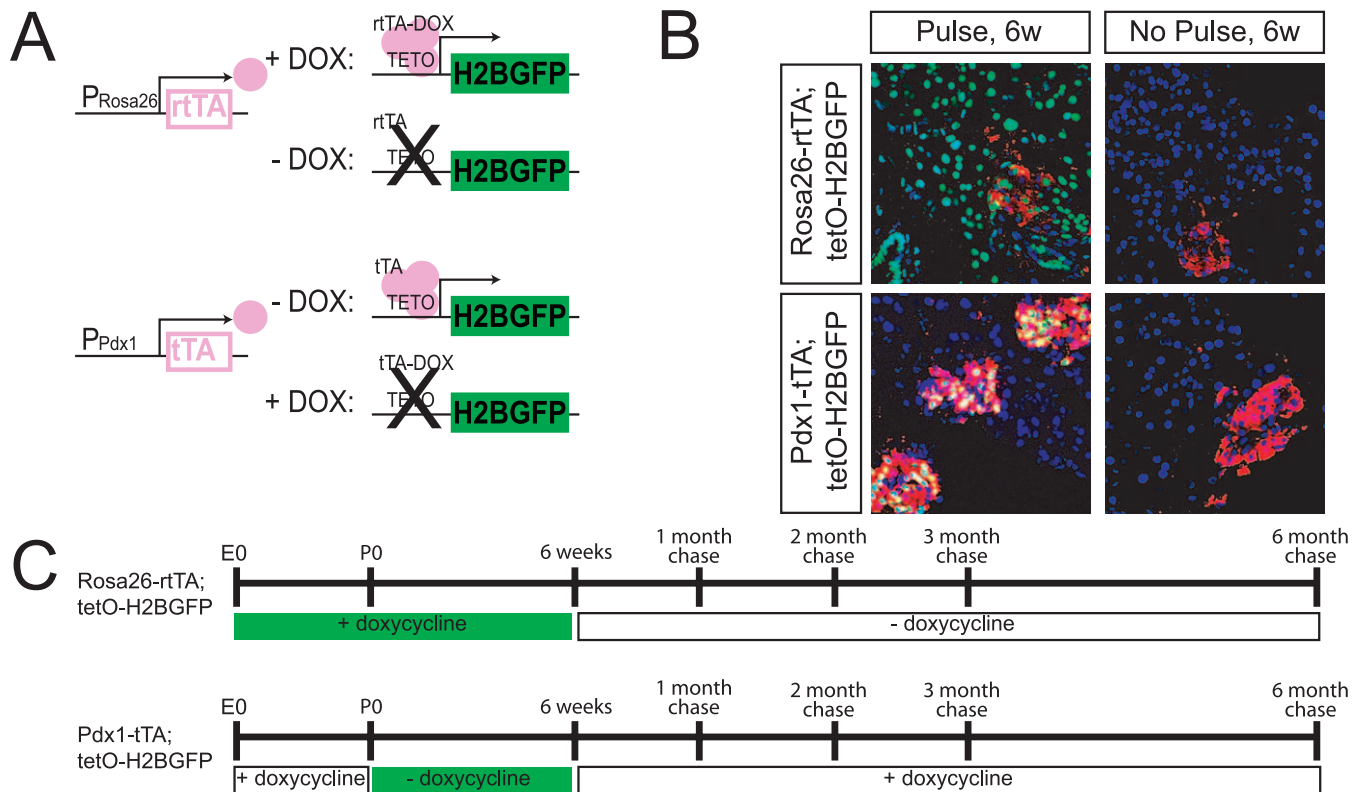 A
PRosa26
rtTA
+ DOX:
rtTA-DOX
TETO
H2BGFP
- DOX:
rtTA
TETO
H2BGFP
PPdx1
tTA
- DOX:
tTA
TETO
H2BGFP
+ DOX:
tTA-DOX
TETO
H2BGFP
B
Pulse, 6w
No Pulse, 6w
Rosa26-rtTA;
tetO-H2BGFP
Pdx1-tTA;
tetO-H2BGFP
C
Rosa26-rtTA;
tetO-H2BGFP
E0
P0
6 weeks
1 month
chase
2 month
chase
3 month
chase
6 month
chase
+ doxycycline
- doxycycline
Pdx1-tTA;
tetO-H2BGFP
E0
P0
6 weeks
1 month
chase
2 month
chase
3 month
chase
6 month
chase
+ doxycycline
- doxycycline
+ doxycycline